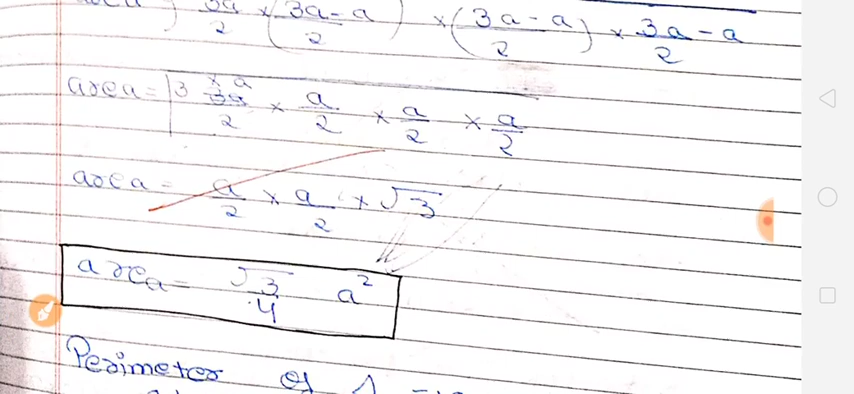 3a/2 × (3a-a/2) × (3a-a/2) × 3a-a/2
area = √3 × a/2 × a/2 × a/2 × a/2
area = a/2 × a/2 × √3
area = √3/4 a²
Perimeter of